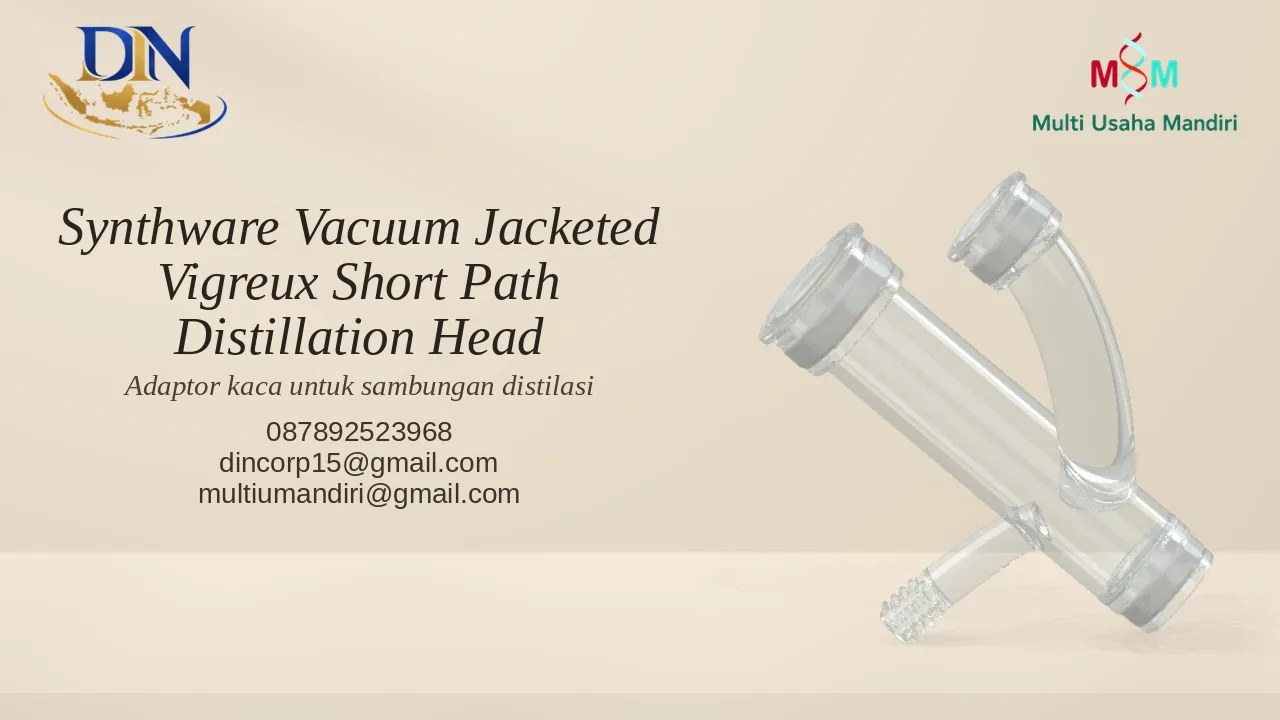 DIN
M M
Multi Usaha Mandiri
Synthware Vacuum Jacketed
Vigreux Short Path
Distillation Head
Adaptor kaca untuk sambungan distilasi
087892523968
dincorp15@gmail.com
multiumandiri@gmail.com